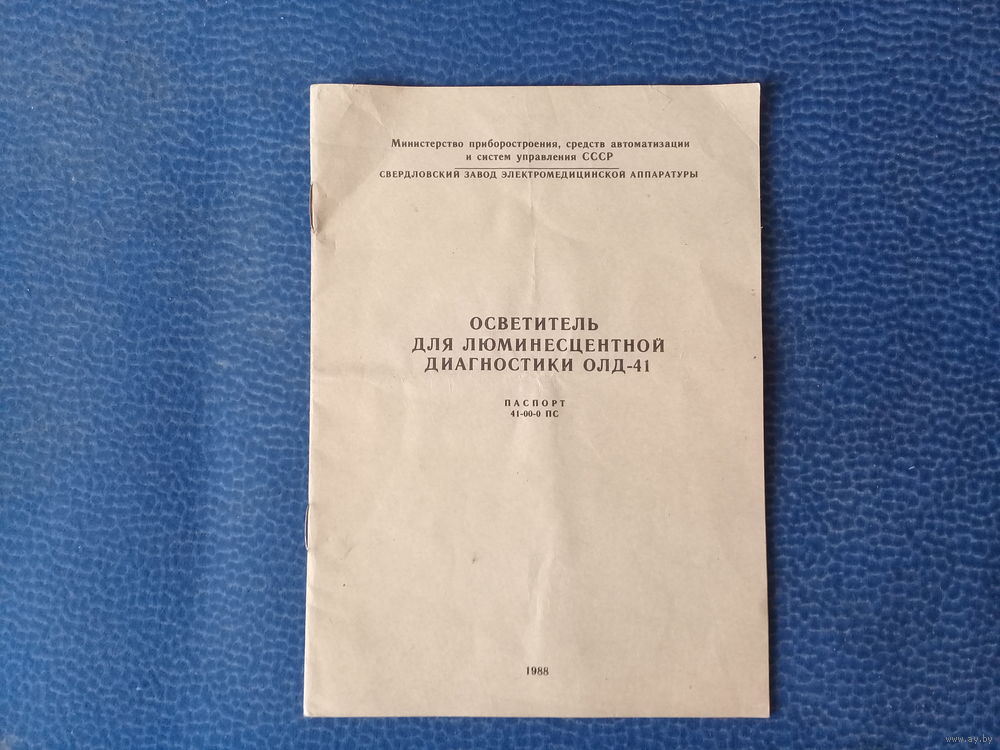 Министерство приборостроения, средств автоматизации
и систем управления СССР
СВЕРДЛОВСКИЙ ЗАВОД ЭЛЕКТРОМЕДИЦИНСКОЙ АППАРАТУРЫ
ОСВЕТИТЕЛЬ
ДЛЯ ЛЮМИНЕСЦЕНТНОЙ
ДИАГНОСТИКИ ОЛД-41
ПАСПОРТ
41-00-0 ПС
1988
www.ay.by